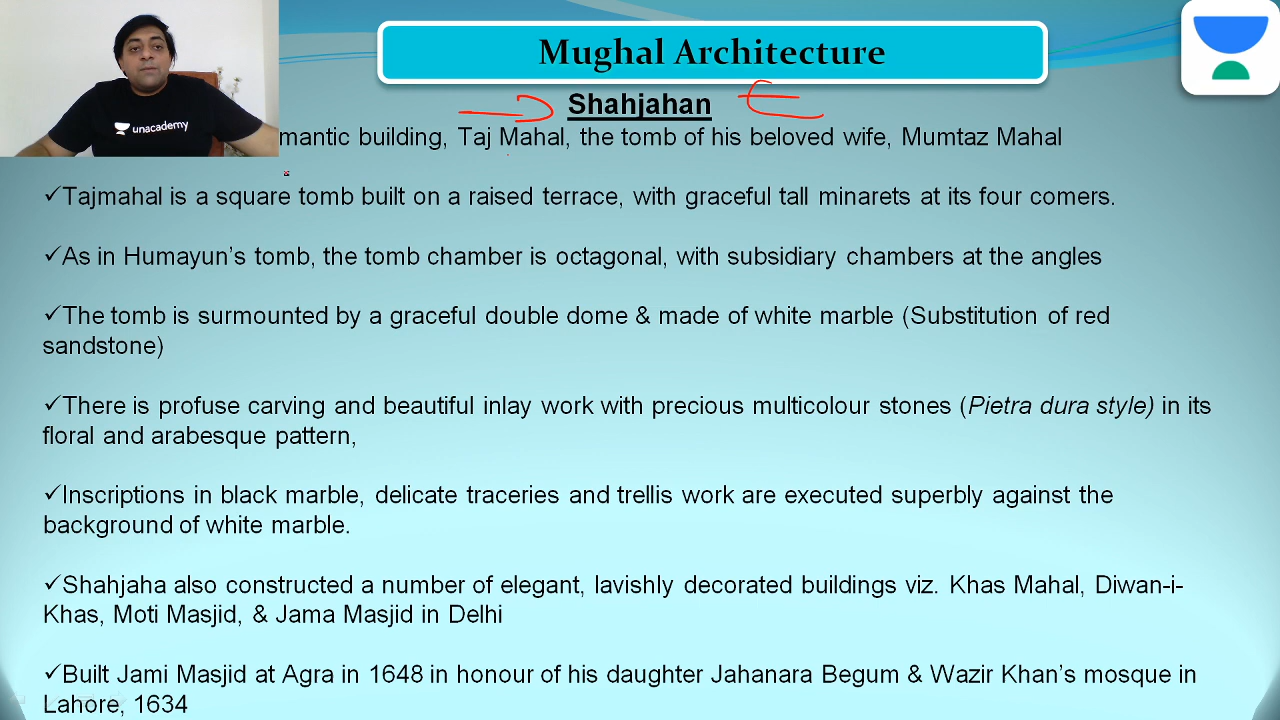 Mughal Architecture
Shahjahan
unacademy
mantic building, Taj Mahal, the tomb of his beloved wife, Mumtaz Mahal
✓Tajmahal is a square tomb built on a raised terrace, with graceful tall minarets at its four corners.
✓As in Humayun's tomb, the tomb chamber is octagonal, with subsidiary chambers at the angles
✓The tomb is surmounted by a graceful double dome & made of white marble (Substitution of red
sandstone)
✓There is profuse carving and beautiful inlay work with precious multicolour stones (Pietra dura style) in its
floral and arabesque pattern,
✓Inscriptions in black marble, delicate traceries and trellis work are executed superbly against the
background of white marble.
✓Shahjaha also constructed a number of elegant, lavishly decorated buildings viz. Khas Mahal, Diwan-i-
Khas, Moti Masjid, & Jama Masjid in Delhi
✓Built Jami Masjid at Agra in 1648 in honour of his daughter Jahanara Begum & Wazir Khan's mosque in
Lahore, 1634